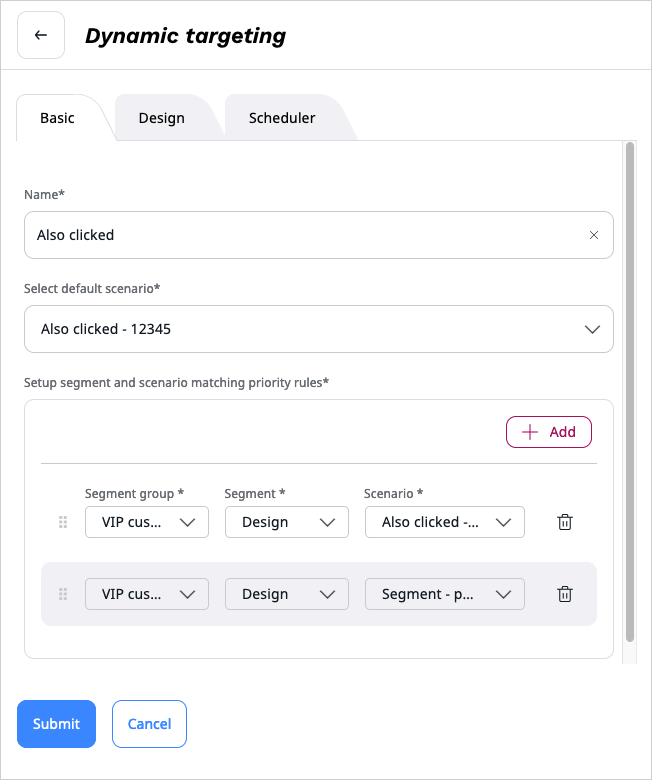 Dynamic targeting
Basic
Design
Scheduler
Name*
Also clicked
Select default scenario*
Also clicked - 12345
Setup segment and scenario matching priority rules*
Add
Segment group * Segment * Scenario *
VIP cus... Design Also clicked -...
VIP cus... Design Segment - p...
Submit Cancel